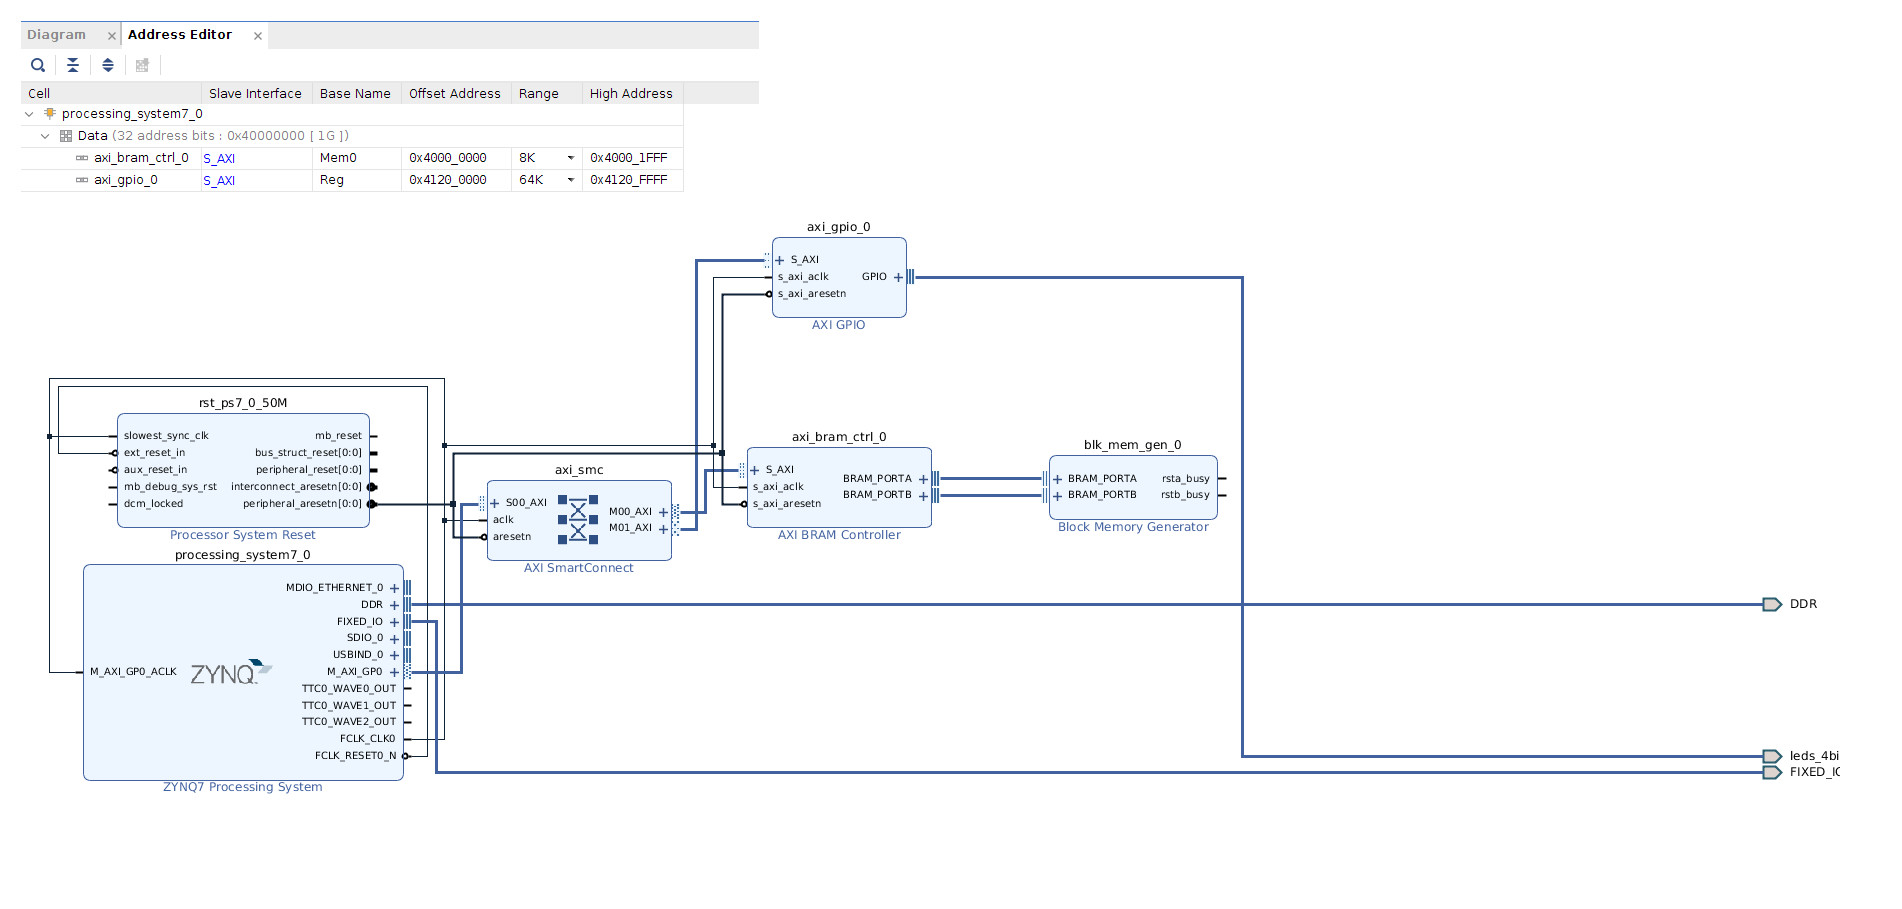 Diagram × Address Editor ×
Cell Slave Interface Base Name Offset Address Range High Address
processing_system7_0
Data (32 address bits : 0x40000000 [ 1G ])
axi_bram_ctrl_0 S_AXI Mem0 0x4000_0000 8K 0x4000_1FFF
axi_gpio_0 S_AXI Reg 0x4120_0000 64K 0x4120_FFFF
axi_gpio_0
S_AXI
s_axi_aclk
s_axi_aresetn
GPIO
AXI GPIO
rst_ps7_0_50M
slowest_sync_clk
ext_reset_in
aux_reset_in
mb_debug_sys_rst
dcm_locked
mb_reset
bus_struct_reset[0:0]
peripheral_reset[0:0]
interconnect_aresetn[0:0]
peripheral_aresetn[0:0]
Processor System Reset
axi_smc
S00_AXI
aclk
aresetn
M00_AXI
M01_AXI
AXI SmartConnect
axi_bram_ctrl_0
S_AXI
s_axi_aclk
s_axi_aresetn
BRAM_PORTA
BRAM_PORTB
AXI BRAM Controller
blk_mem_gen_0
BRAM_PORTA
BRAM_PORTB
rsta_busy
rstb_busy
Block Memory Generator
processing_system7_0
M_AXI_GP0_ACLK
ZYNQ
MDIO_ETHERNET_0
DDR
FIXED_IO
SDIO_0
USBIND_0
M_AXI_GP0
TTC0_WAVE0_OUT
TTC0_WAVE1_OUT
TTC0_WAVE2_OUT
FCLK_CLK0
FCLK_RESET0_N
ZYNQ7 Processing System
DDR
leds_4bi
FIXED_IO